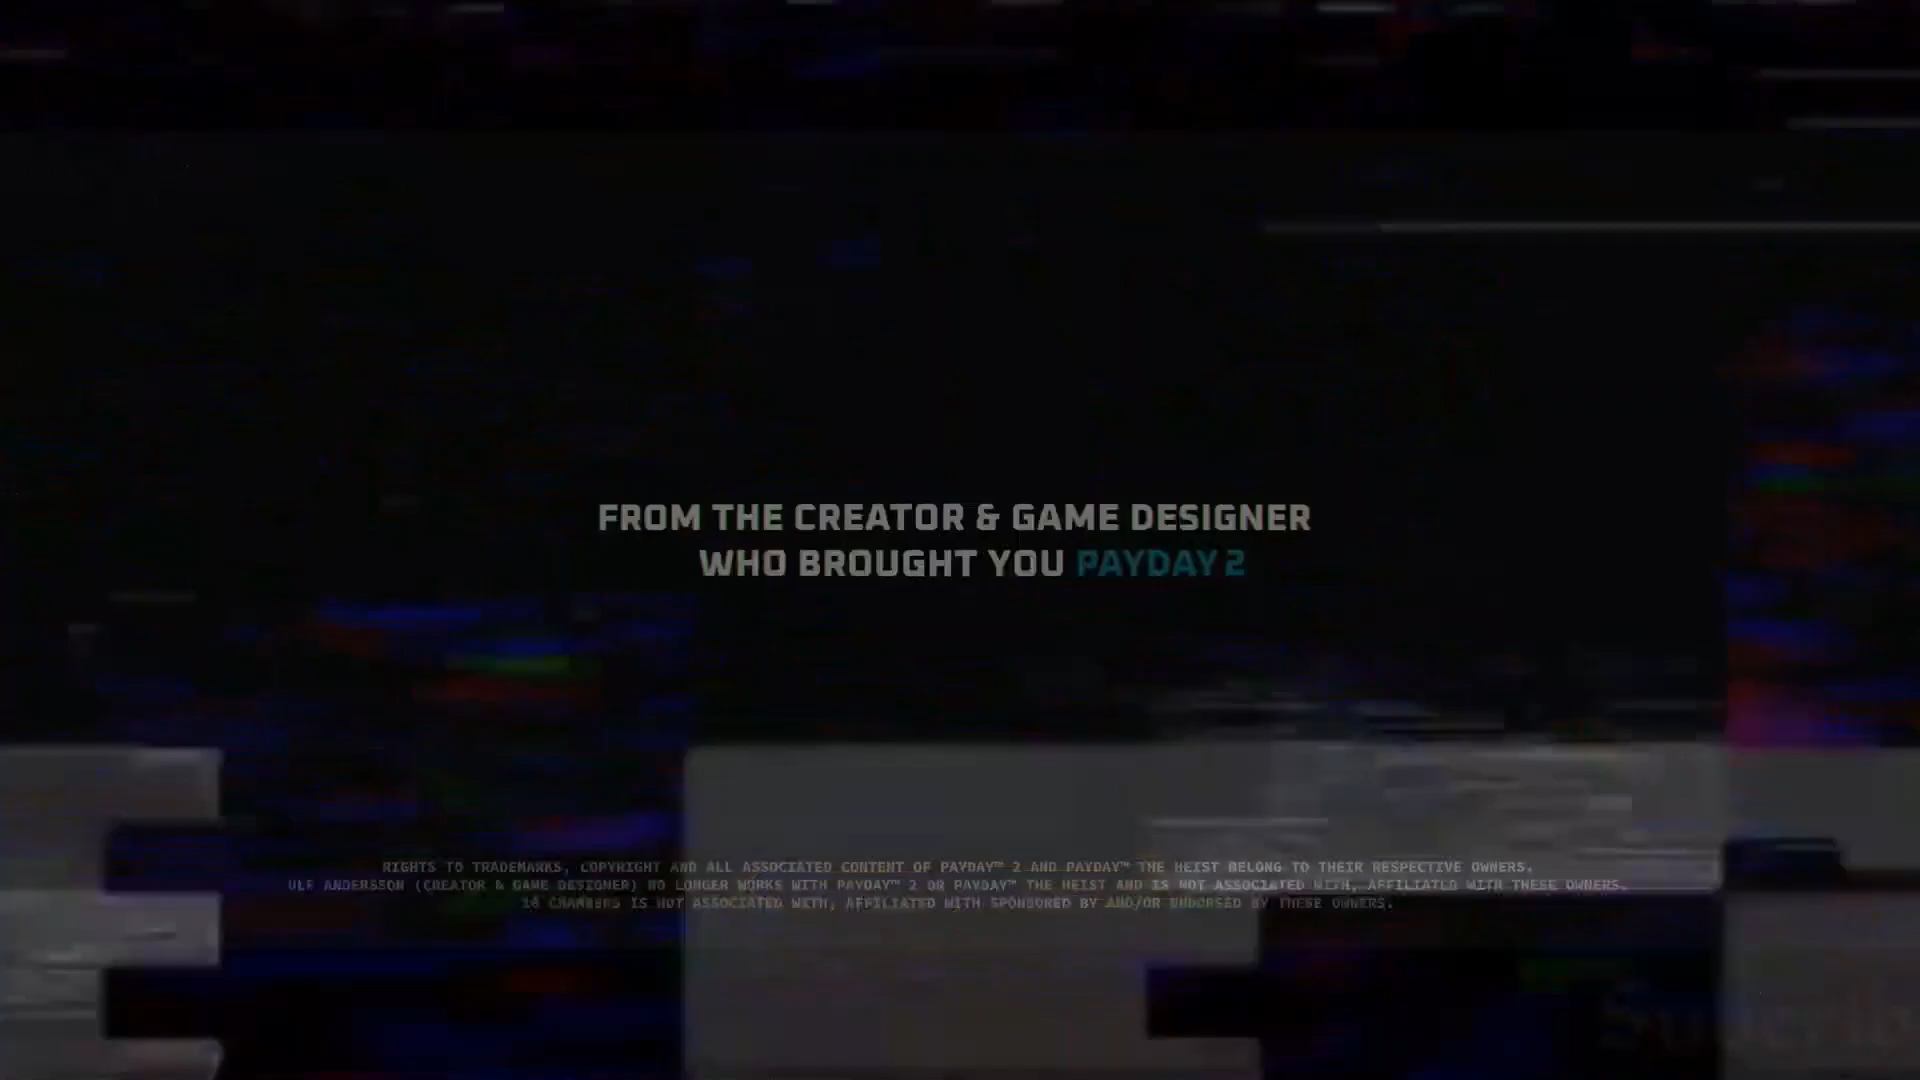 FROM THE CREATOR & GAME DESIGNER
WHO BROUGHT YOU PAYDAY 2
RIGHTS TO TRADEMARKS, COPYRIGHT AND ALL ASSOCIATED CONTENT OF PAYDAY™ 2 AND PAYDAY™ THE HEIST BELONG TO THEIR RESPECTIVE OWNERS.
ULF ANDERSSON (CREATOR & GAME DESIGNER) NO LONGER WORKS WITH PAYDAY™ 2 OR PAYDAY™ THE HEIST AND IS NOT ASSOCIATED WITH, AFFILIATED WITH THESE OWNERS.
10 CHAMBERS IS NOT ASSOCIATED WITH, AFFILIATED WITH SPONSORED BY AND/OR ENDORSED BY THESE OWNERS.